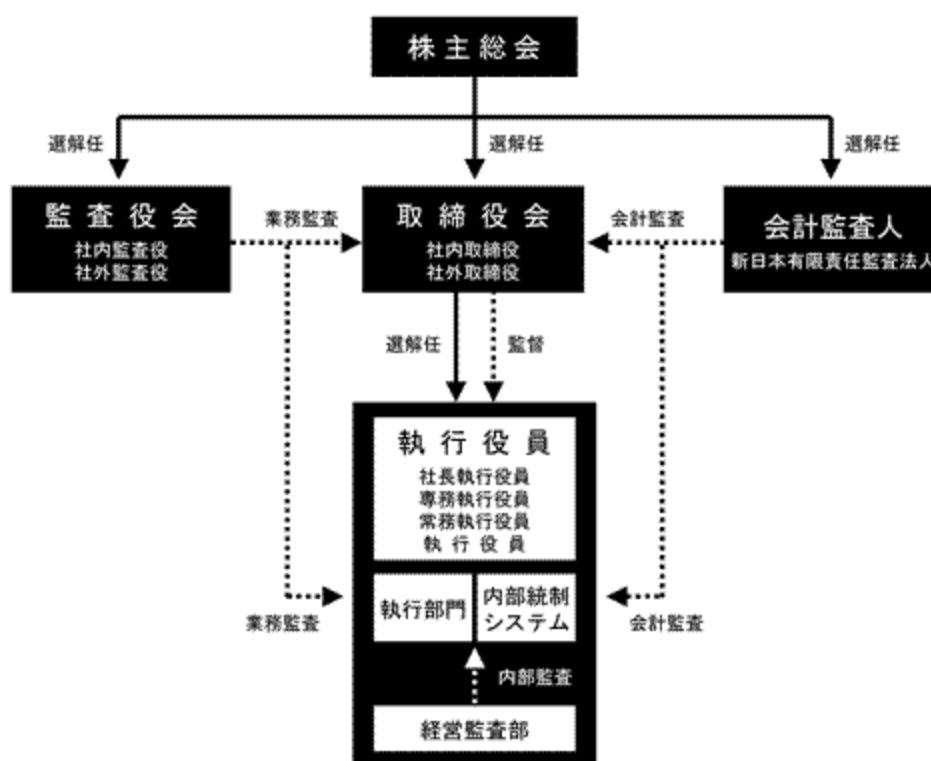 株主総会
選解任
選解任
選解任
監査役会
社内監査役
社外監査役
業務監査
取締役会
社内取締役
社外取締役
会計監査
会計監査人
新日本有限責任監査法人
選解任
監督
執行役員
社長執行役員
専務執行役員
常務執行役員
執行役員
業務監査
執行部門
内部統制
システム
会計監査
内部監査
経営監査部